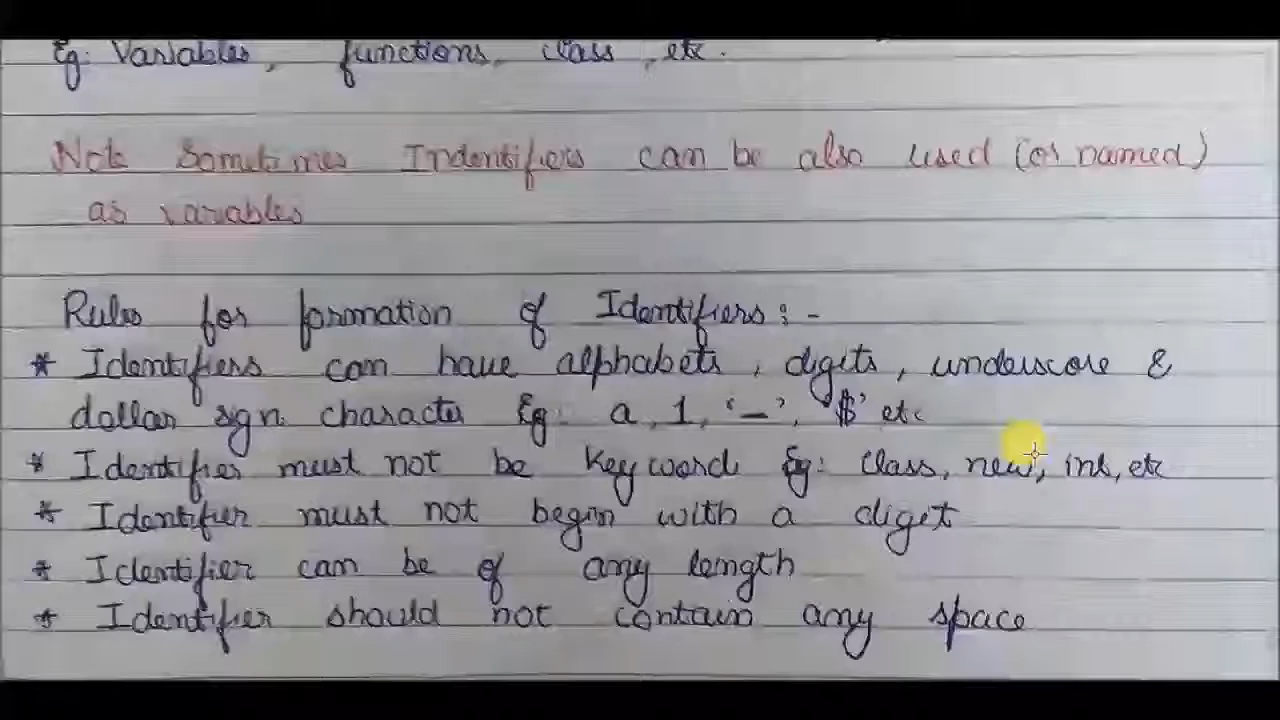 Eg: Variables, functions, class, etc.
Note Sometimes Indentifiers can be also used (or named)
as variables
Rules for formation of Identifiers :-
* Identifiers can have alphabets, digits, underscore &
dollar sign character Eg: a, 1, '_', '$' etc
* Identifier must not be keyword Eg: class, new, int, etc
* Identifier must not begin with a diget
* Identifier can be of any length
* Identifier should not contain any space